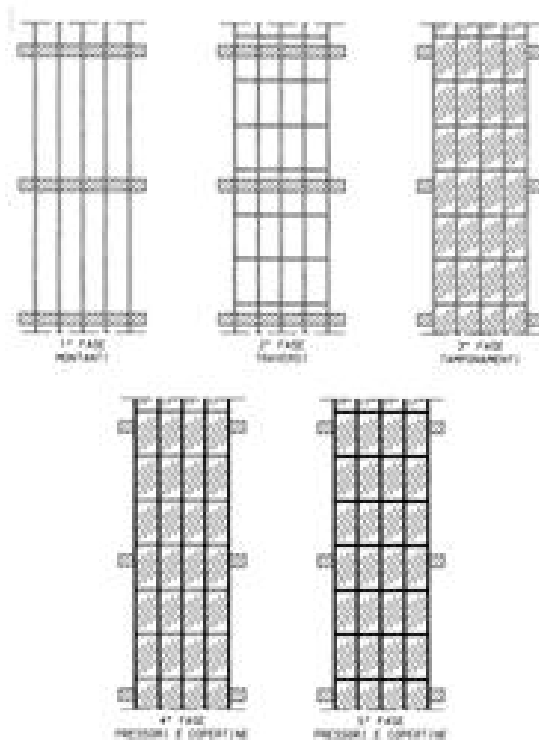 1° FASE
MONTANTI
2° FASE
TRAVERSI
3° FASE
TAMPONAMENTI
4° FASE
PRESSORI E COPERTINE
5° FASE
PRESSORI E COPERTINE